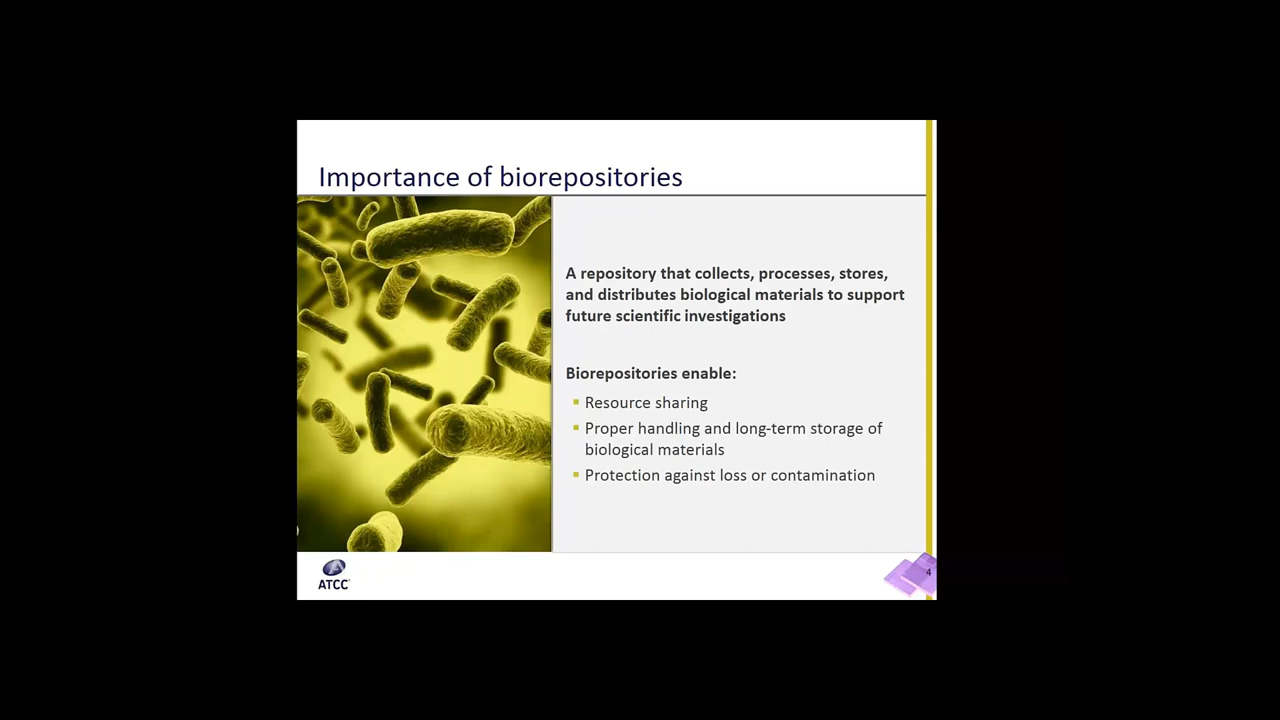 Importance of biorepositories
A repository that collects, processes, stores,
and distributes biological materials to support
future scientific investigations
Biorepositories enable:
Resource sharing
Proper handling and long-term storage of
biological materials
Protection against loss or contamination
ATCC
4